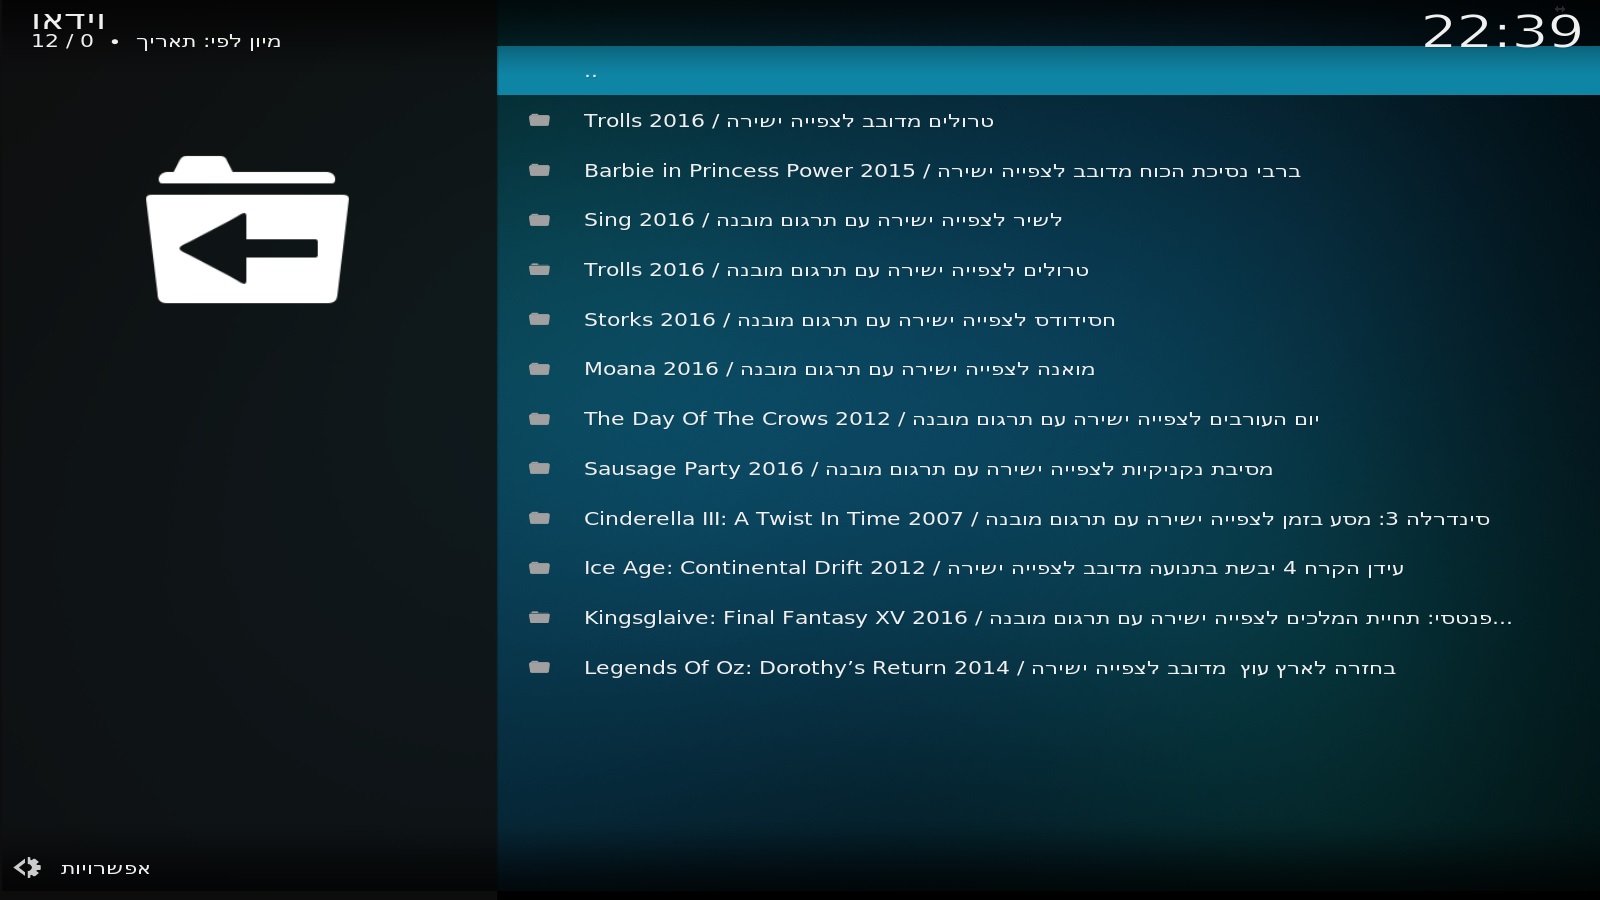 וידאו
מיון לפי: תאריך • 0 / 12
22:39
..
Trolls 2016 / טרולים מדובב לצפייה ישירה
Barbie in Princess Power 2015 / ברבי נסיכת הכוח מדובב לצפייה ישירה
Sing 2016 / לשיר לצפייה ישירה עם תרגום מובנה
Trolls 2016 / טרולים לצפייה ישירה עם תרגום מובנה
Storks 2016 / חסידודס לצפייה ישירה עם תרגום מובנה
Moana 2016 / מואנה לצפייה ישירה עם תרגום מובנה
The Day Of The Crows 2012 / יום העורבים לצפייה ישירה עם תרגום מובנה
Sausage Party 2016 / מסיבת נקניקיות לצפייה ישירה עם תרגום מובנה
Cinderella III: A Twist In Time 2007 / סינדרלה 3: מסע בזמן לצפייה ישירה עם תרגום מובנה
Ice Age: Continental Drift 2012 / עידן הקרח 4 יבשת בתנועה מדובב לצפייה ישירה
Kingsglaive: Final Fantasy XV 2016 / פנטסי: תחיית המלכים לצפייה ישירה עם תרגום מובנה...
Legends Of Oz: Dorothy’s Return 2014 / בחזרה לארץ עוץ  מדובב לצפייה ישירה
אפשרויות